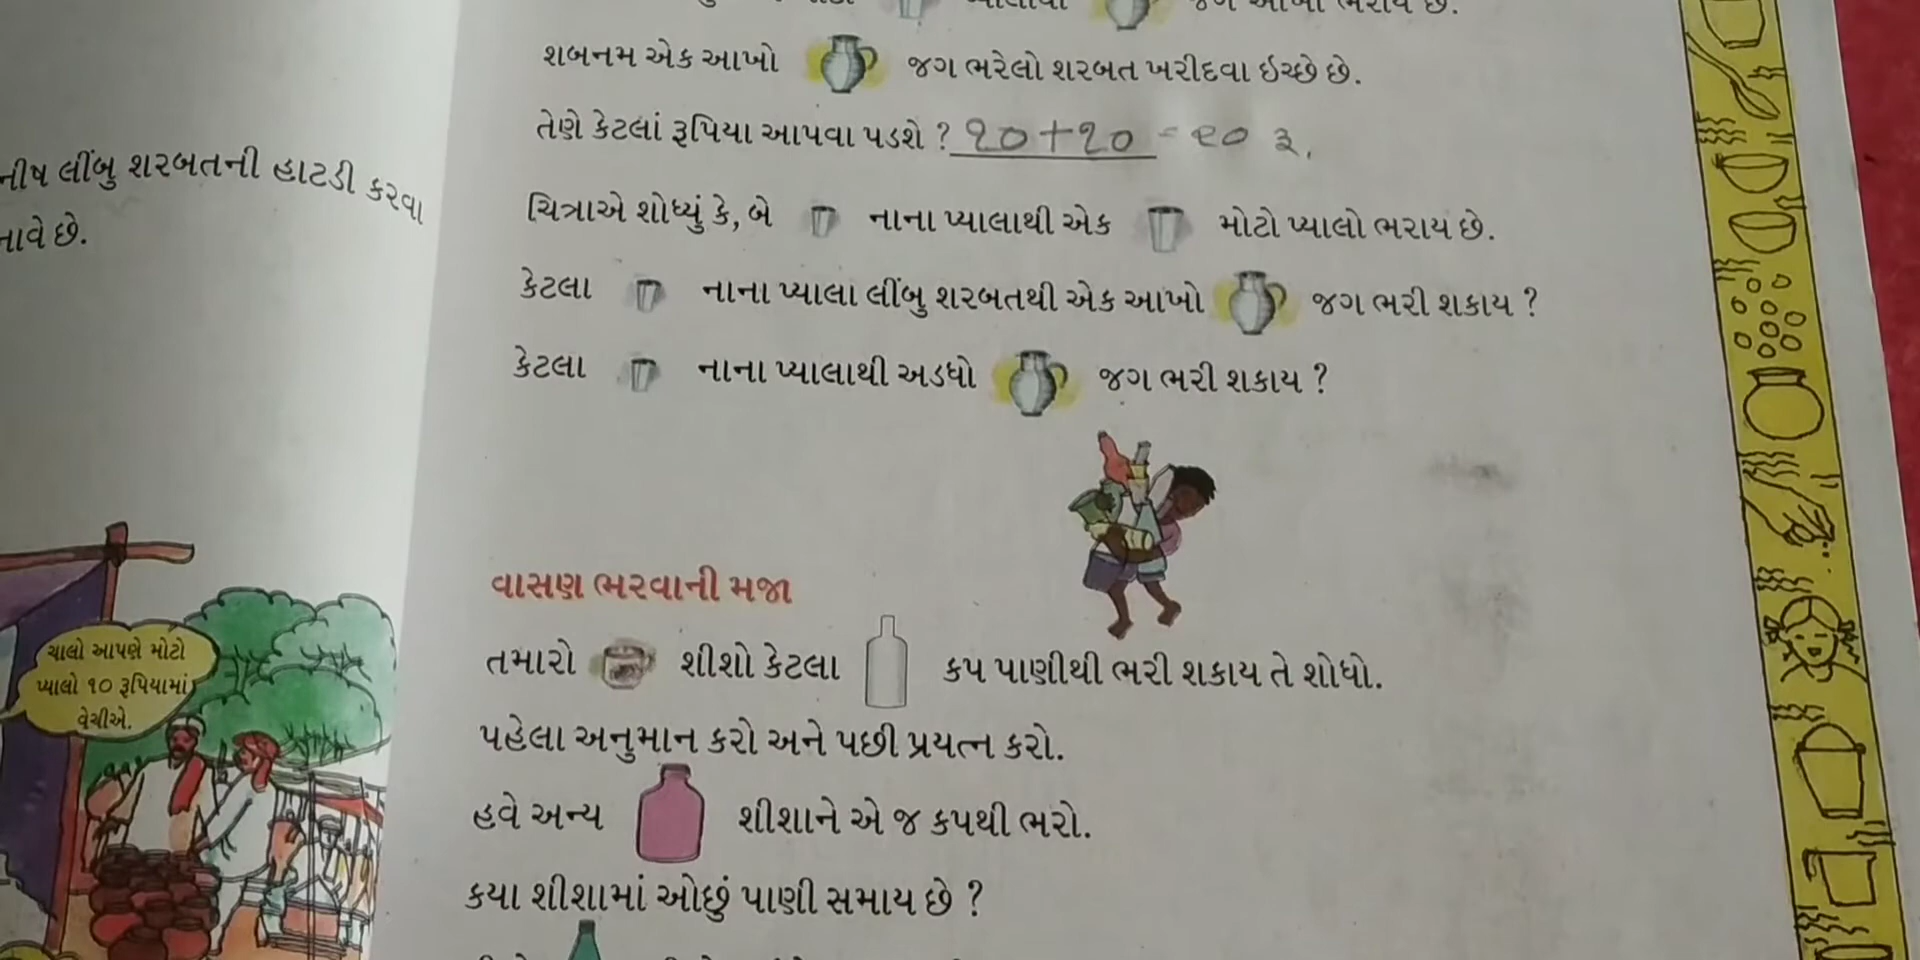 શબનમ એક આખો જગ ભરેલો શરબત ખરીદવા ઇચ્છે છે.
તેણે કેટલાં રૂપિયા આપવા પડશે ? ૨૦+૨૦ = ૪૦ રૂ.
ચિત્રાએ શોધ્યું કે, બે નાના પ્યાલાથી એક મોટો પ્યાલો ભરાય છે.
કેટલા નાના પ્યાલા લીંબુ શરબતથી એક આખો જગ ભરી શકાય ?
કેટલા નાના પ્યાલાથી અડધો જગ ભરી શકાય ?
વાસણ ભરવાની મજા
તમારો શીશો કેટલા કપ પાણીથી ભરી શકાય તે શોધો.
પહેલા અનુમાન કરો અને પછી પ્રયત્ન કરો.
હવે અન્ય શીશાને એ જ કપથી ભરો.
કયા શીશામાં ઓછું પાણી સમાય છે ?
લીંબુ શરબતની હાટડી કરવા
છે.
ચાલો આપણે મોટો
પ્યાલો ૧૦ રૂપિયામાં
વેચીએ.